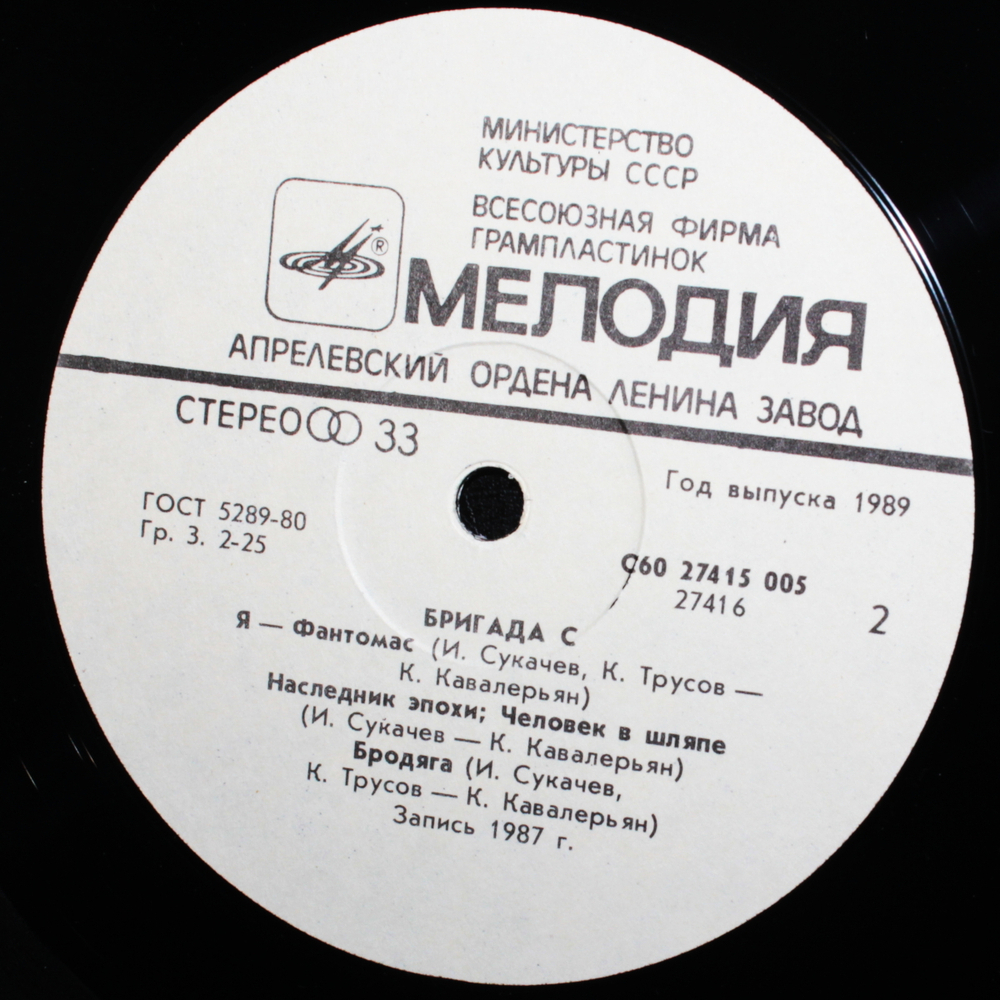 МИНИСТЕРСТВО
КУЛЬТУРЫ СССР
ВСЕСОЮЗНАЯ ФИРМА
ГРАМПЛАСТИНОК
МЕЛОДИЯ
®
АПРЕЛЕВСКИЙ ОРДЕНА ЛЕНИНА ЗАВОД
СТЕРЕО 33
Год выпуска 1989
ГОСТ 5289-80
Гр. 3. 2-25
С60 27415 005
27416
2
БРИГАДА С
Я — Фантомас (И. Сукачев, К. Трусов —
К. Кавалерьян)
Наследник эпохи; Человек в шляпе
(И. Сукачев — К. Кавалерьян)
Бродяга (И. Сукачев,
К. Трусов — К. Кавалерьян)
Запись 1987 г.